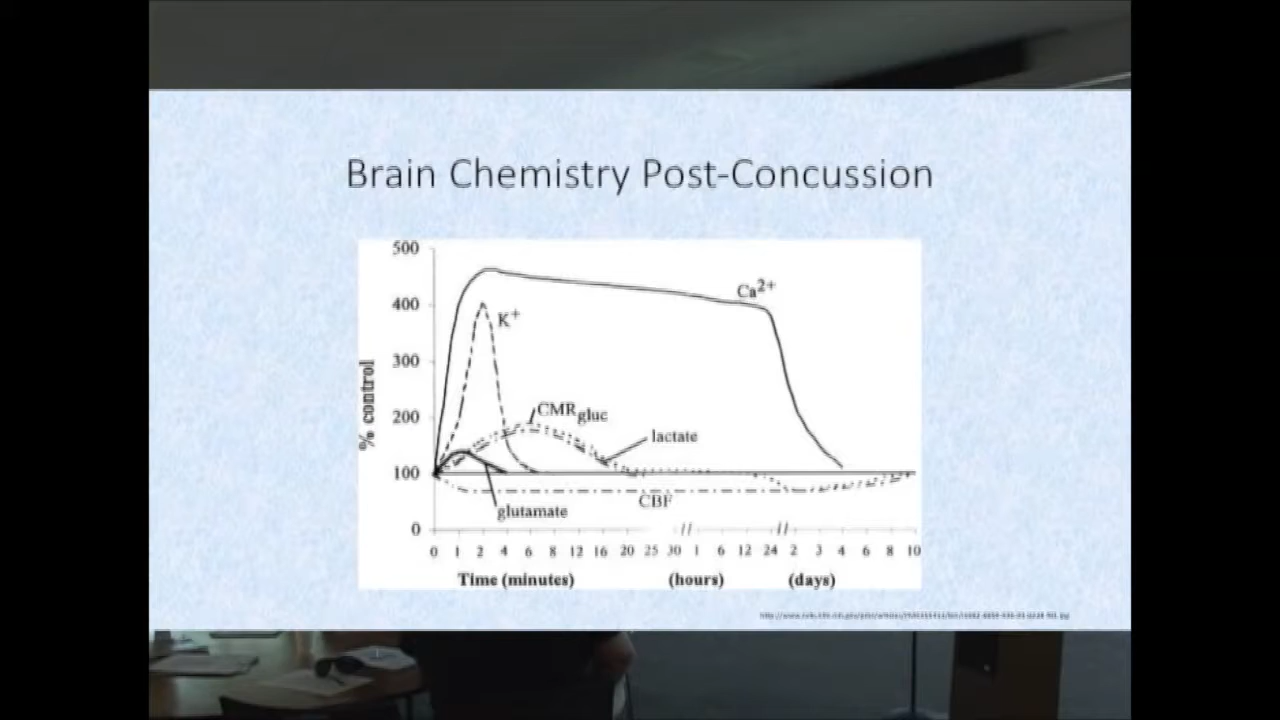 Brain Chemistry Post-Concussion
500
400
300
200
100
0
% control
Ca2+
K+
CMRgluc
lactate
CBF
glutamate
0 1 2 4 6 8 12 16 20 25 30 // 1 6 12 24 // 2 3 4 6 8 10
Time (minutes) (hours) (days)